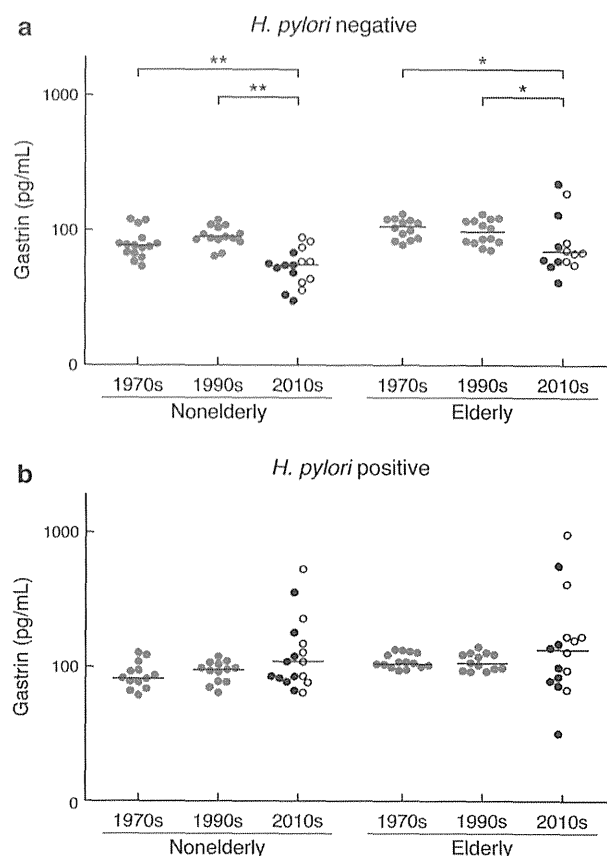 a
H. pylori negative
** *
** *
1000
100
0
Gastrin (pg/mL)
1970s 1990s 2010s 1970s 1990s 2010s
Nonelderly Elderly
b
H. pylori positive
1000
100
0
Gastrin (pg/mL)
1970s 1990s 2010s 1970s 1990s 2010s
Nonelderly Elderly